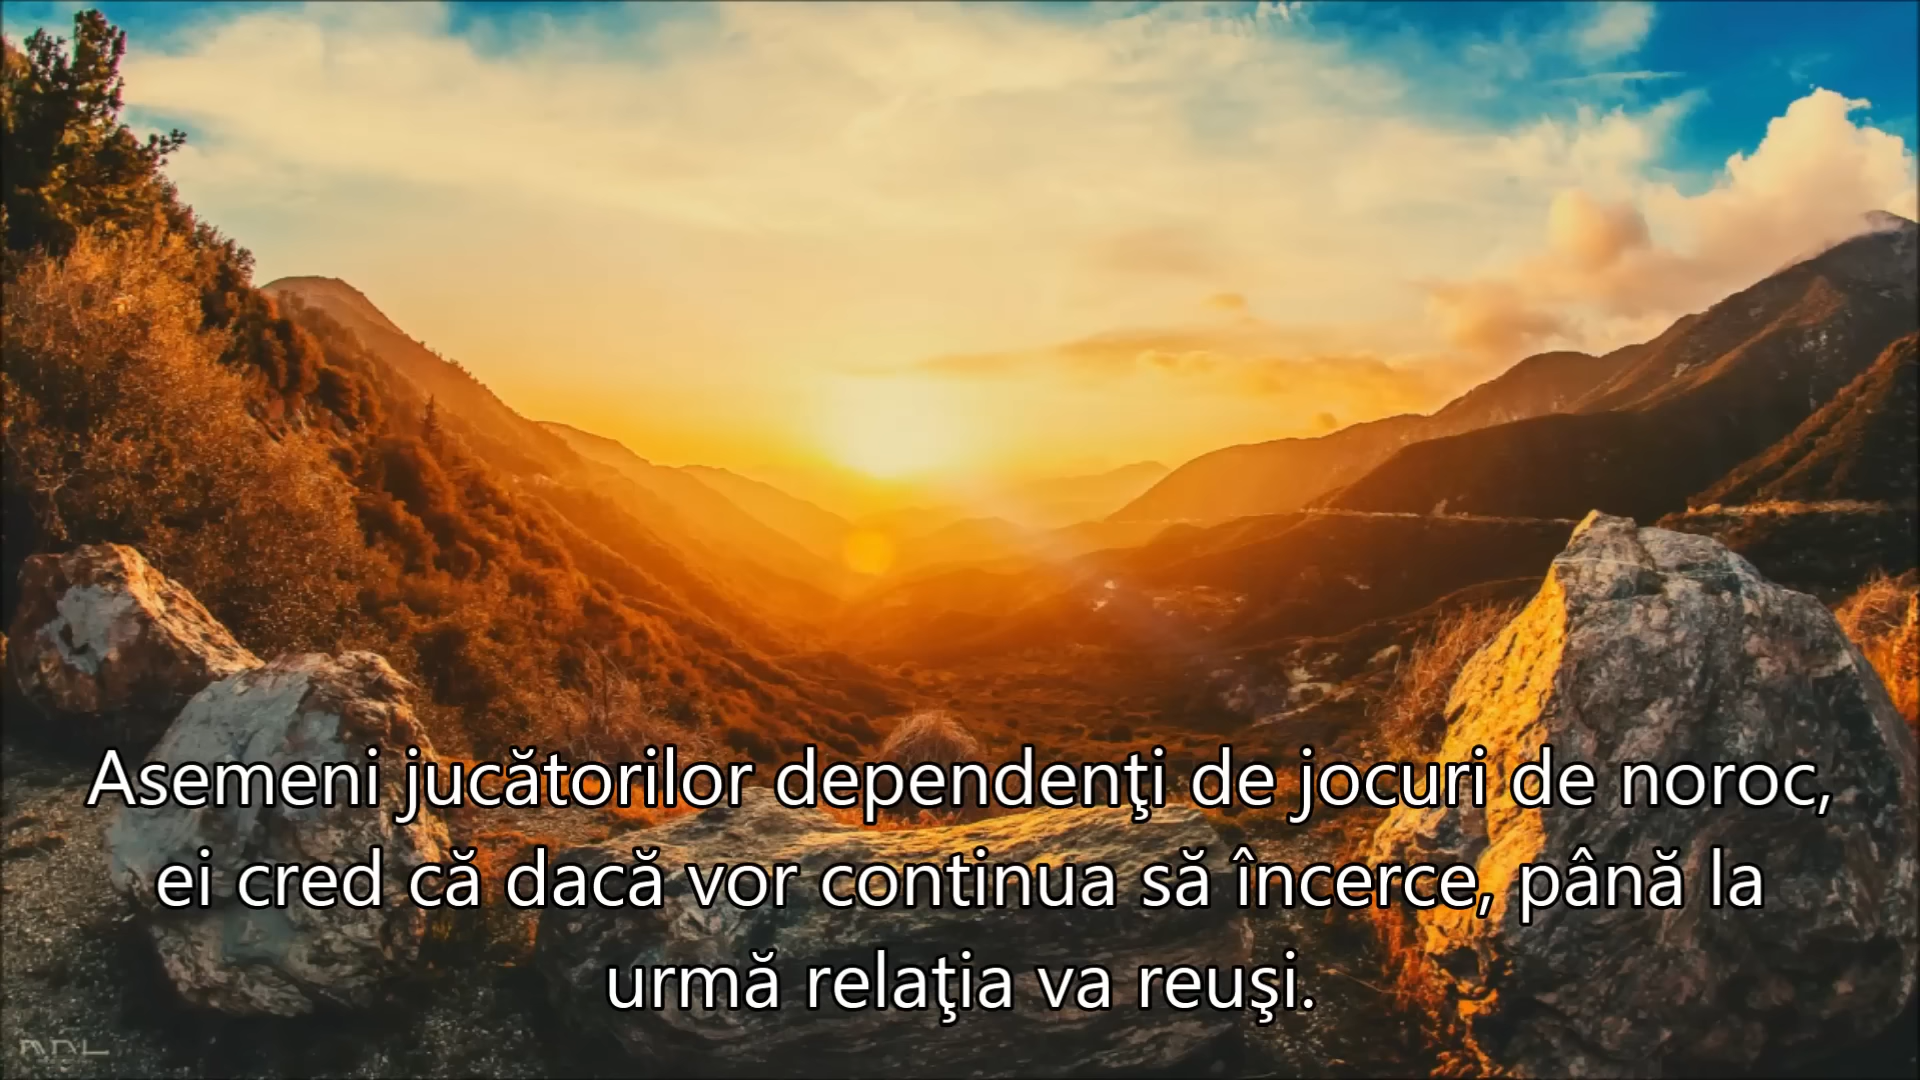 Asemeni jucătorilor dependenţi de jocuri de noroc,
ei cred că dacă vor continua să încerce, până la
urmă relaţia va reuşi.